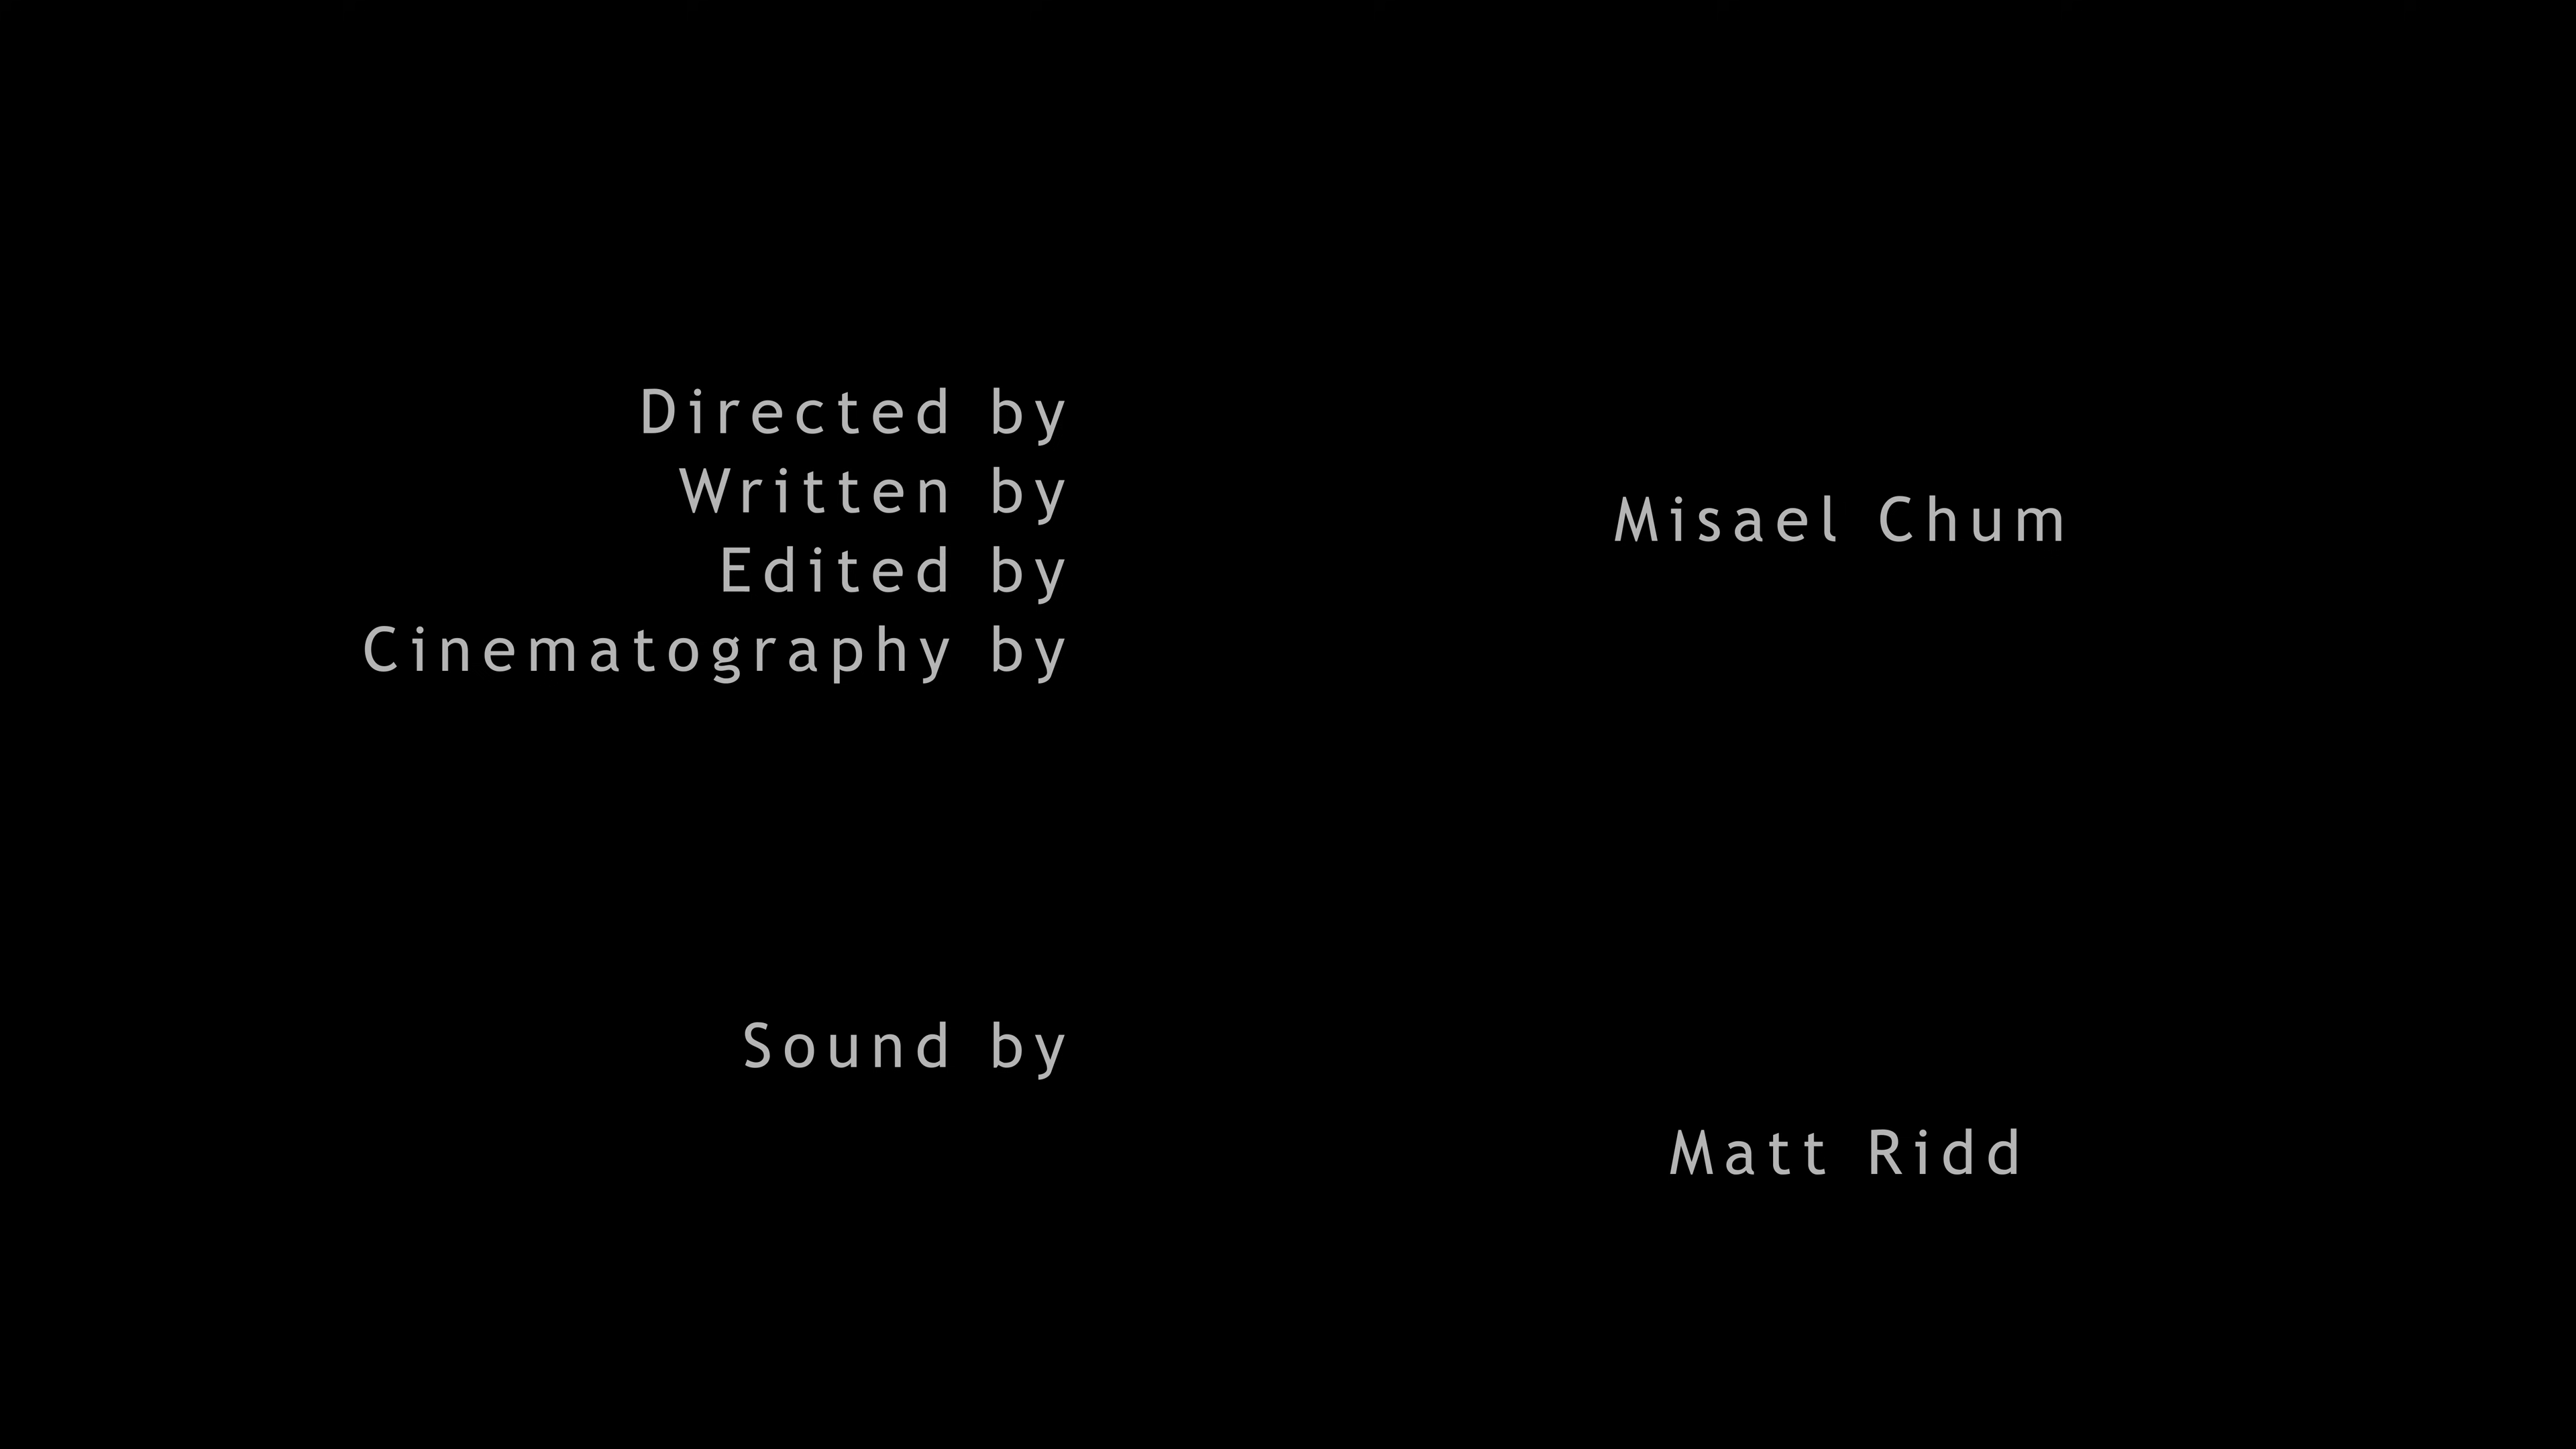 Directed by
Written by
Misael Chum
Edited by
Cinematography by
Sound by
Matt Ridd